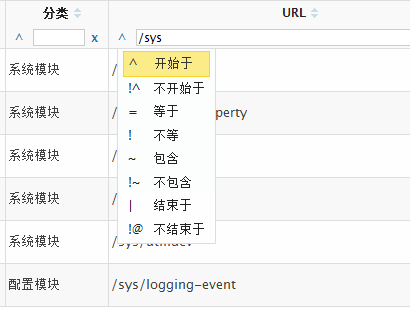 分类 URL
^ x ^ /sys
系统模块 /
^ 开始于
!^ 不开始于
系统模块 / perty
= 等于
! 不等
系统模块 /
~ 包含
!~ 不包含
系统模块 /
| 结束于
!@ 不结束于
系统模块
配置模块 /sys/logging-event